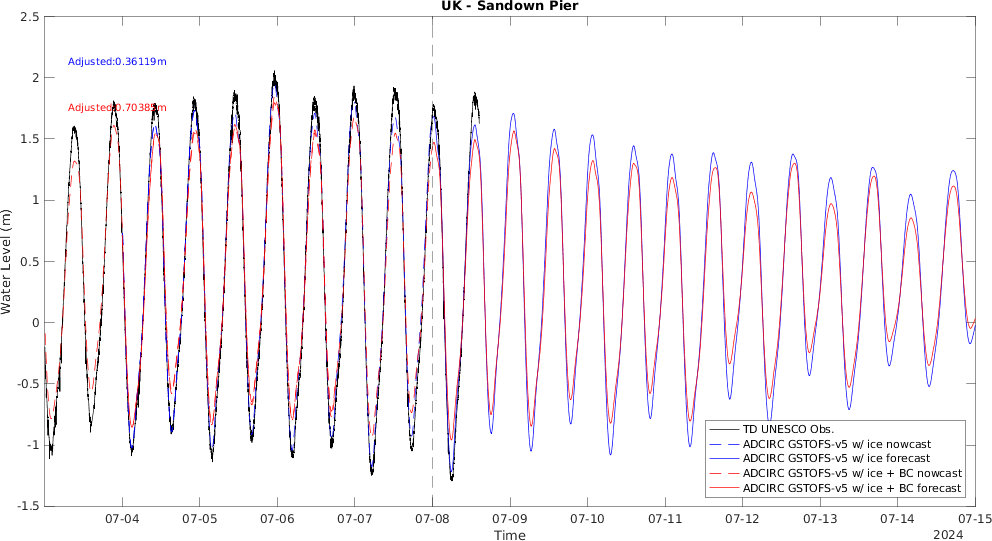 UK - Sandown Pier
2.5
2
1.5
1
0.5
0
-0.5
-1
-1.5
Water Level (m)
Adjusted:0.36119m
Adjusted:0.70385m
TD UNESCO Obs.
ADCIRC GSTOFS-v5 w/ ice nowcast
ADCIRC GSTOFS-v5 w/ ice forecast
ADCIRC GSTOFS-v5 w/ ice + BC nowcast
ADCIRC GSTOFS-v5 w/ ice + BC forecast
07-04 07-05 07-06 07-07 07-08 07-09 07-10 07-11 07-12 07-13 07-14 07-15
Time
2024